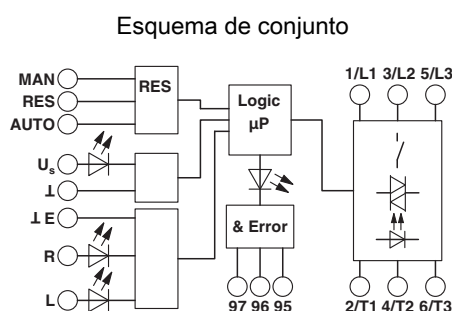 Esquema de conjunto
1/L1 3/L2 5/L3
MAN
RES
AUTO
RES
Logic
µP
Us
⊥
⊥ E
R
L
& Error
97 96 95
2/T1 4/T2 6/T3